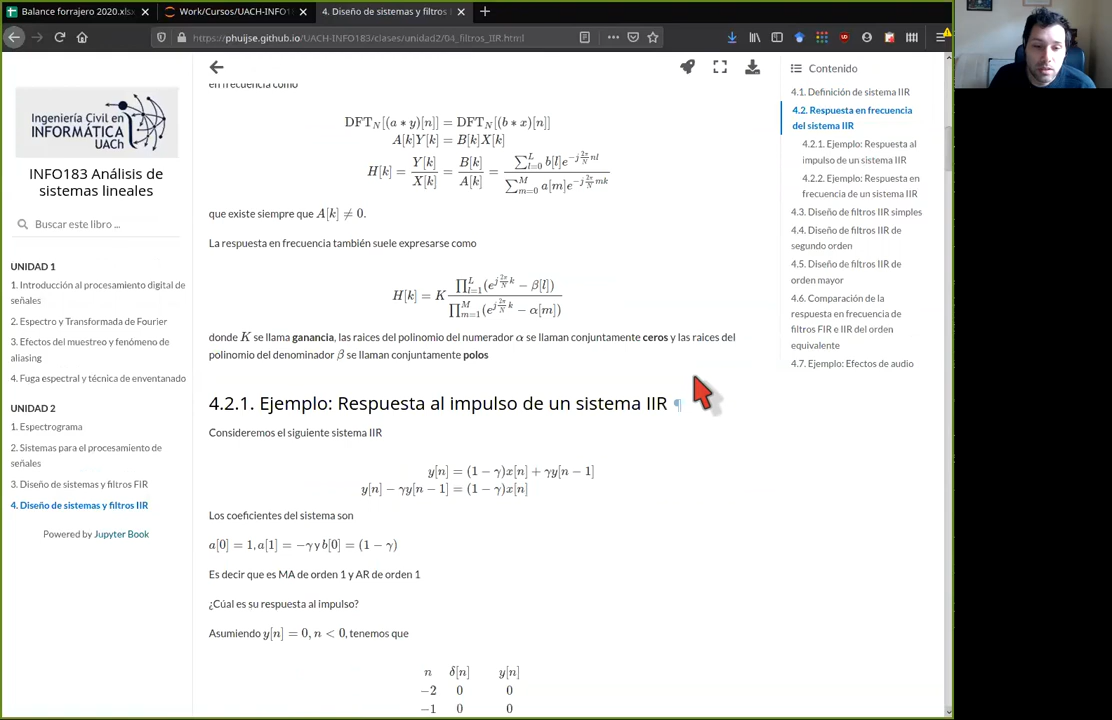 Balance forrajero 2020.xlsx
Work/Cursos/UACH-INFO1
4. Diseño de sistemas y filtros
https://phuijse.github.io/UACH-INFO183/clases/unidad2/04_filtros_IIR.html
Ingeniería Civil en
INFORMÁTICA
UACh
INFO183 Análisis de
sistemas lineales
Buscar este libro ...
UNIDAD 1
1. Introducción al procesamiento digital de
señales
2. Espectro y Transformada de Fourier
3. Efectos del muestreo y fenómeno de
aliasing
4. Fuga espectral y técnica de enventanado
UNIDAD 2
1. Espectrograma
2. Sistemas para el procesamiento de
señales
3. Diseño de sistemas y filtros FIR
4. Diseño de sistemas y filtros IIR
Powered by Jupyter Book
en frecuencia como
DFT_N[(a * y)[n]] = DFT_N[(b * x)[n]]
A[k]Y[k] = B[k]X[k]
H[k] = Y[k]/X[k] = B[k]/A[k] = ∑_{l=0}^{L} b[l]e^{-j\frac{2π}{N}nl} / ∑_{m=0}^{M} a[m]e^{-j\frac{2π}{N}mk}
que existe siempre que A[k] ≠ 0.
La respuesta en frecuencia también suele expresarse como
H[k] = K ∏_{l=1}^{L}(e^{j\frac{2π}{N}k} − β[l]) / ∏_{m=1}^{M}(e^{j\frac{2π}{N}k} − α[m])
donde K se llama ganancia, las raices del polinomio del numerador α se llaman conjuntamente ceros y las raices del
polinomio del denominador β se llaman conjuntamente polos
4.2.1. Ejemplo: Respuesta al impulso de un sistema IIR ¶
Consideremos el siguiente sistema IIR
y[n] = (1 − γ)x[n] + γy[n − 1]
y[n] − γy[n − 1] = (1 − γ)x[n]
Los coeficientes del sistema son
a[0] = 1, a[1] = −γ y b[0] = (1 − γ)
Es decir que es MA de orden 1 y AR de orden 1
¿Cúal es su respuesta al impulso?
Asumiendo y[n] = 0, n < 0, tenemos que
n δ[n] y[n]
−2 0 0
−1 0 0
Contenido
4.1. Definición de sistema IIR
4.2. Respuesta en frecuencia
del sistema IIR
4.2.1. Ejemplo: Respuesta al
impulso de un sistema IIR
4.2.2. Ejemplo: Respuesta en
frecuencia de un sistema IIR
4.3. Diseño de filtros IIR simples
4.4. Diseño de filtros IIR de
segundo orden
4.5. Diseño de filtros IIR de
orden mayor
4.6. Comparación de la
respuesta en frecuencia de
filtros FIR e IIR del orden
equivalente
4.7. Ejemplo: Efectos de audio